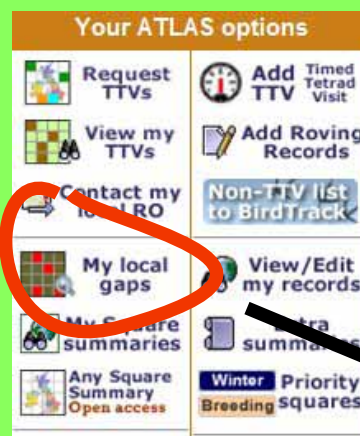 Your ATLAS options
Request
TTVs
Add Timed
TTV Tetrad
Visit
View my
TTVs
Add Roving
Records
Contact my
local RO
Non-TTV list
to BirdTrack
My local
gaps
View/Edit
my records
My Square
summaries
Extra
summaries
Any Square
Summary
Open access
Winter Priority
Breeding squares